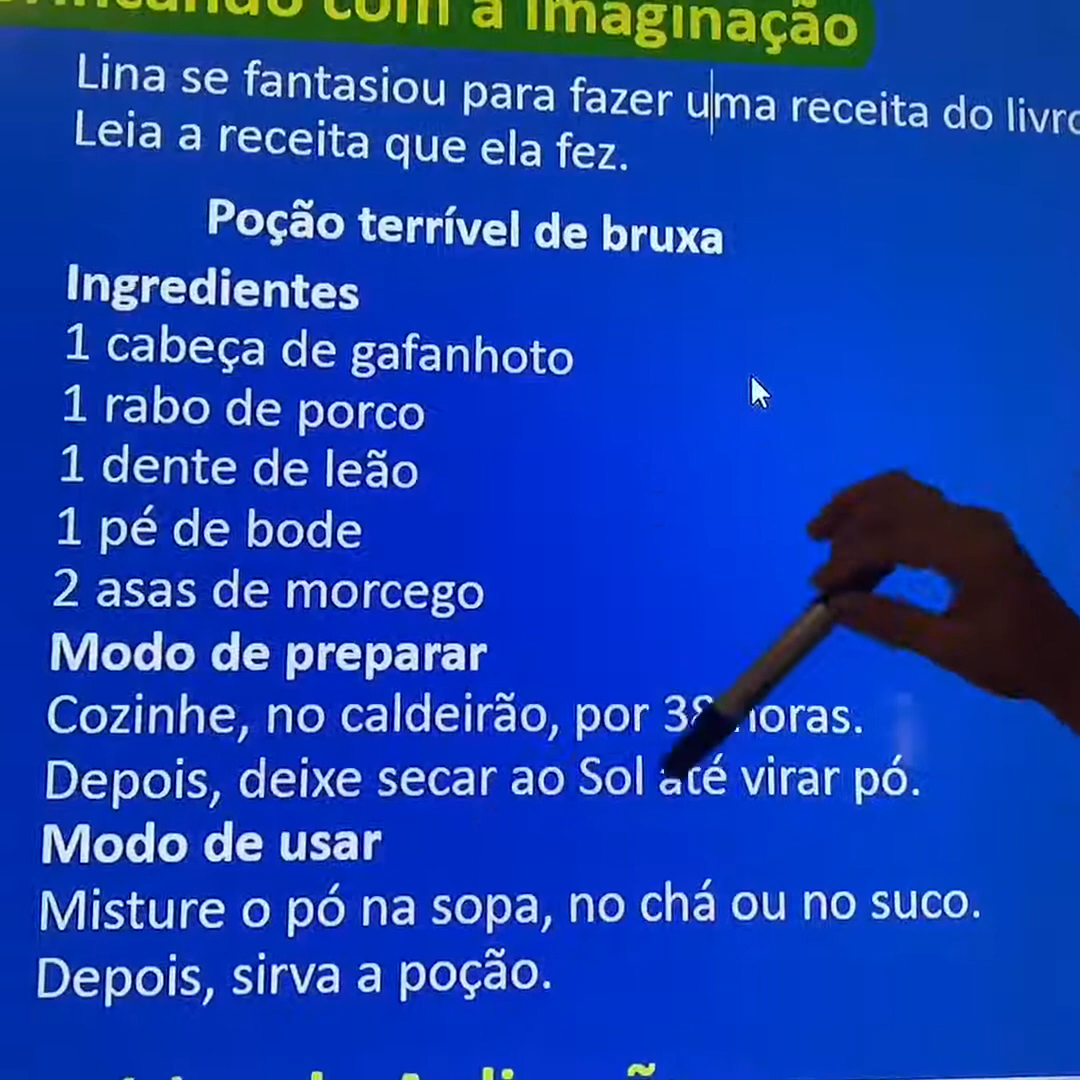 com a imaginação
Lina se fantasiou para fazer uma receita do livro
Leia a receita que ela fez.
Poção terrível de bruxa
Ingredientes
1 cabeça de gafanhoto
1 rabo de porco
1 dente de leão
1 pé de bode
2 asas de morcego
Modo de preparar
Cozinhe, no caldeirão, por 38 horas.
Depois, deixe secar ao Sol até virar pó.
Modo de usar
Misture o pó na sopa, no chá ou no suco.
Depois, sirva a poção.